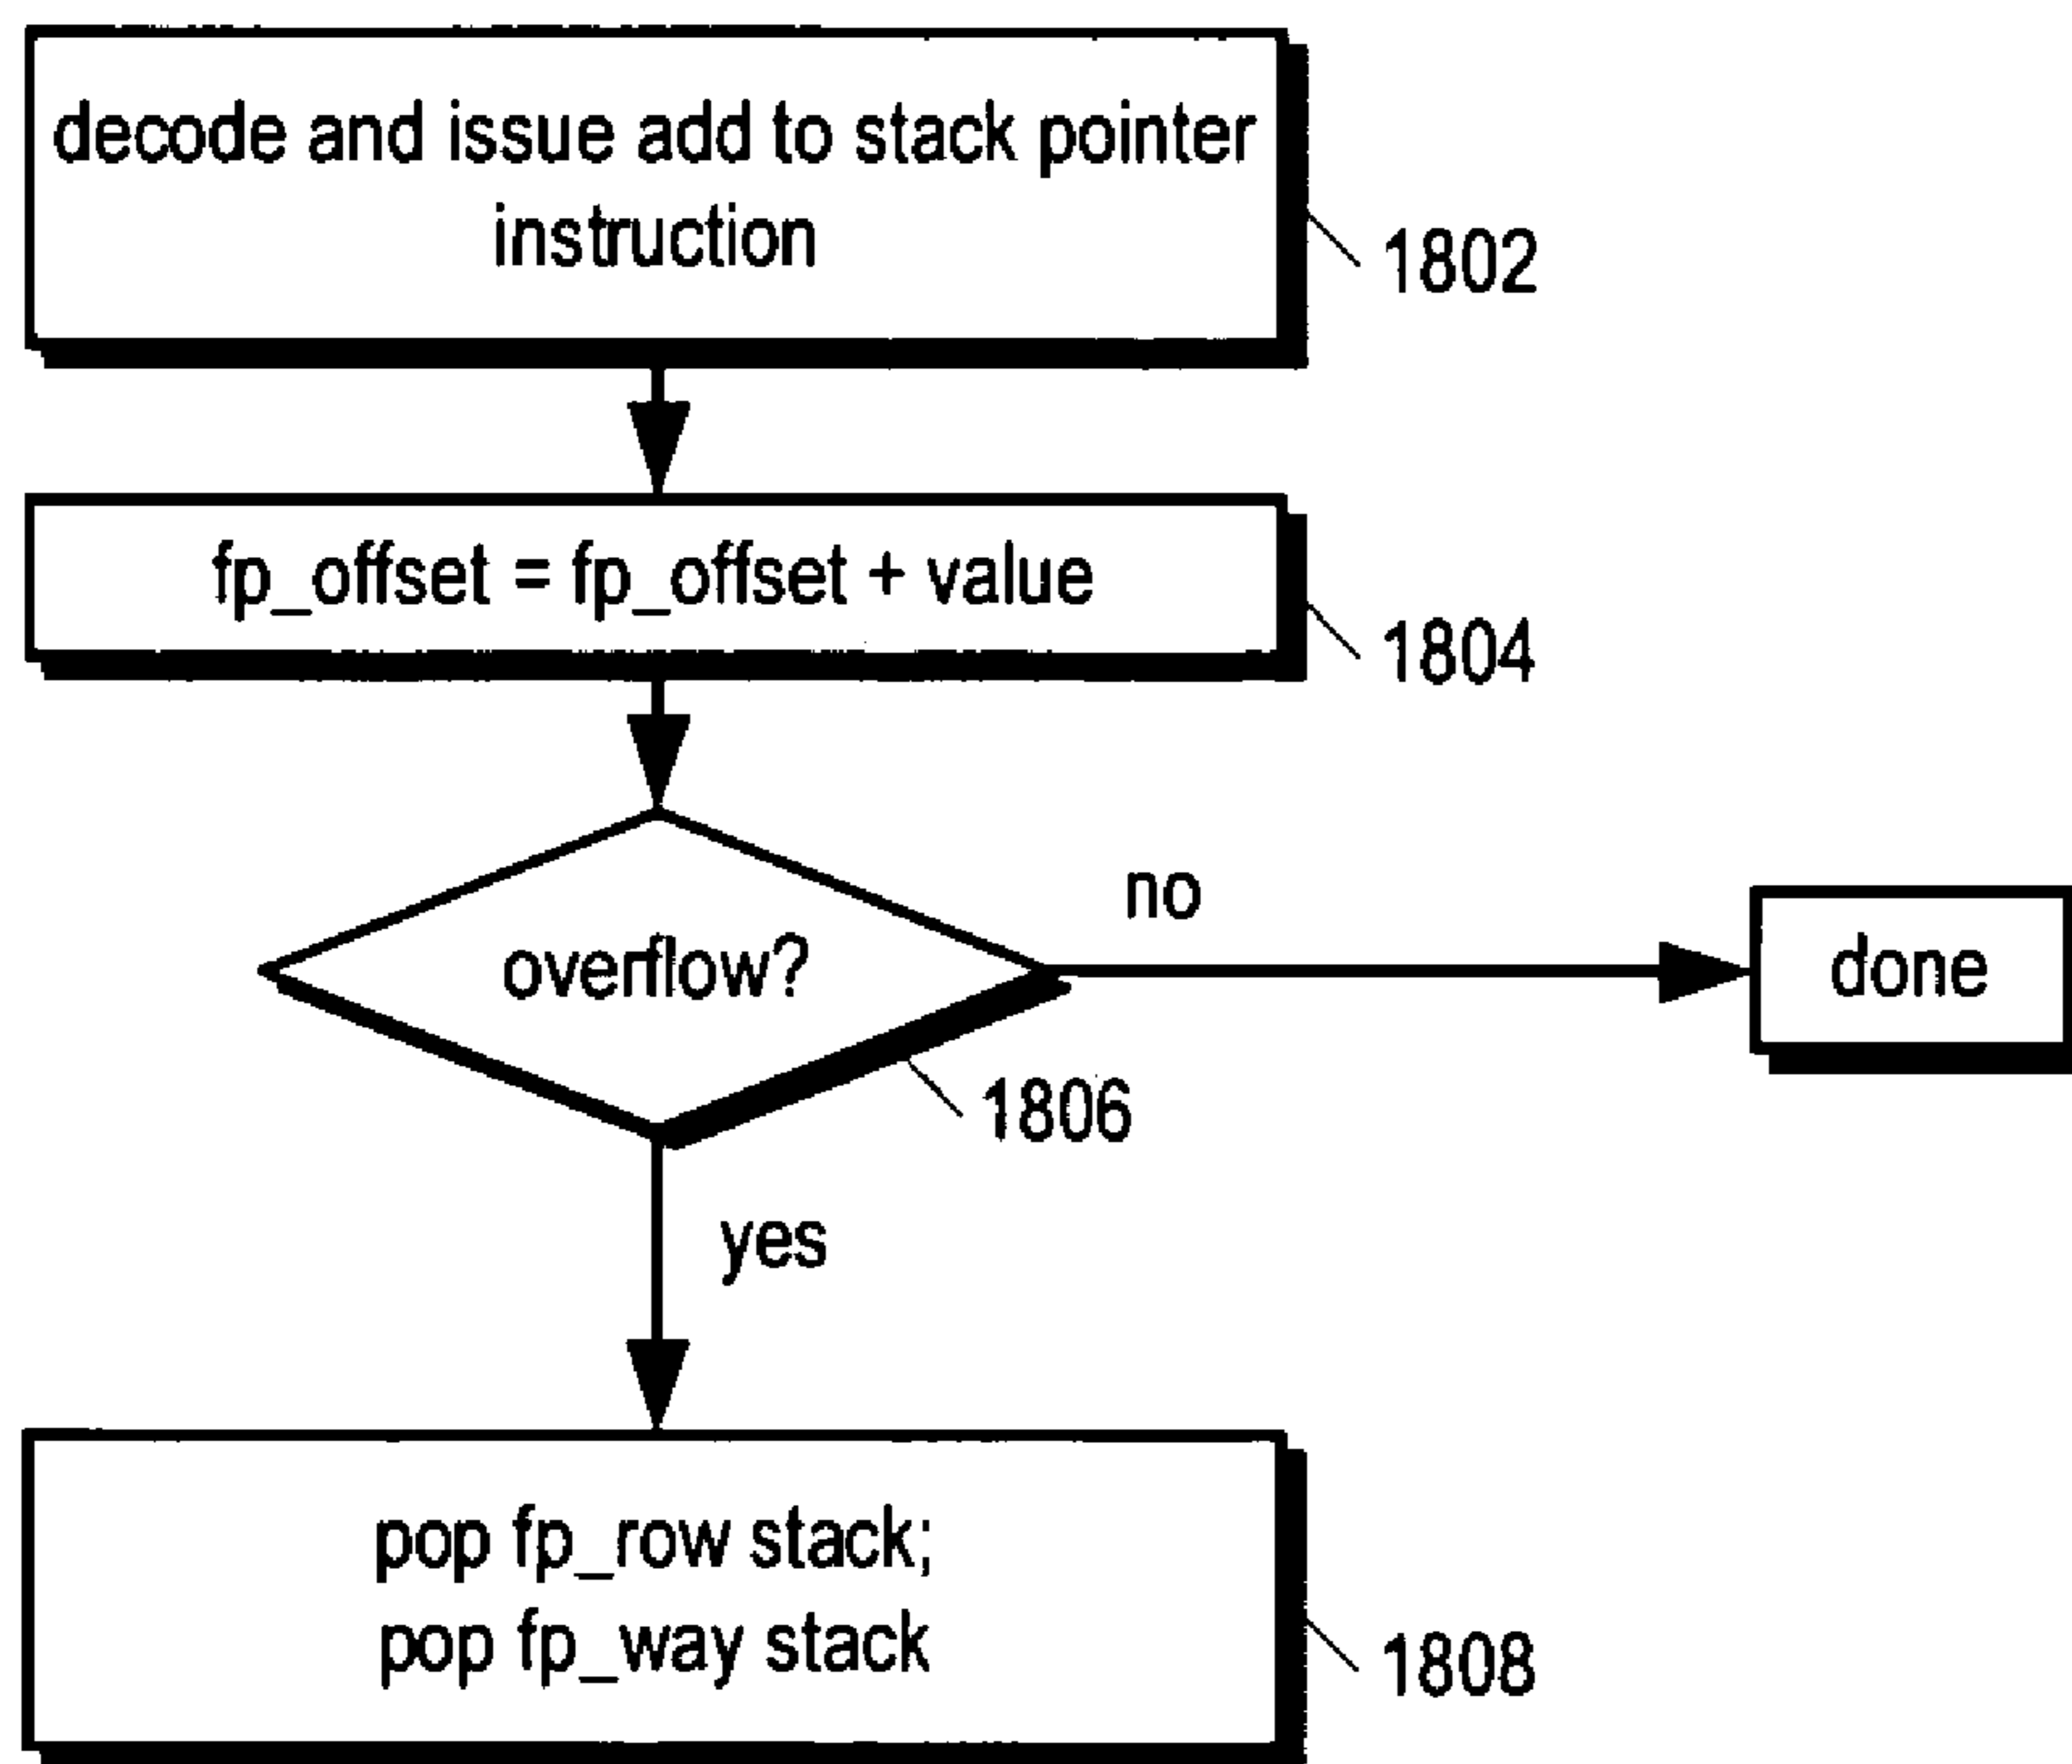 decode and issue add to stack pointer
instruction
1802
fp_offset = fp_offset + value
1804
overflow?
no
done
1806
yes
pop fp_row stack;
pop fp_way stack
1808